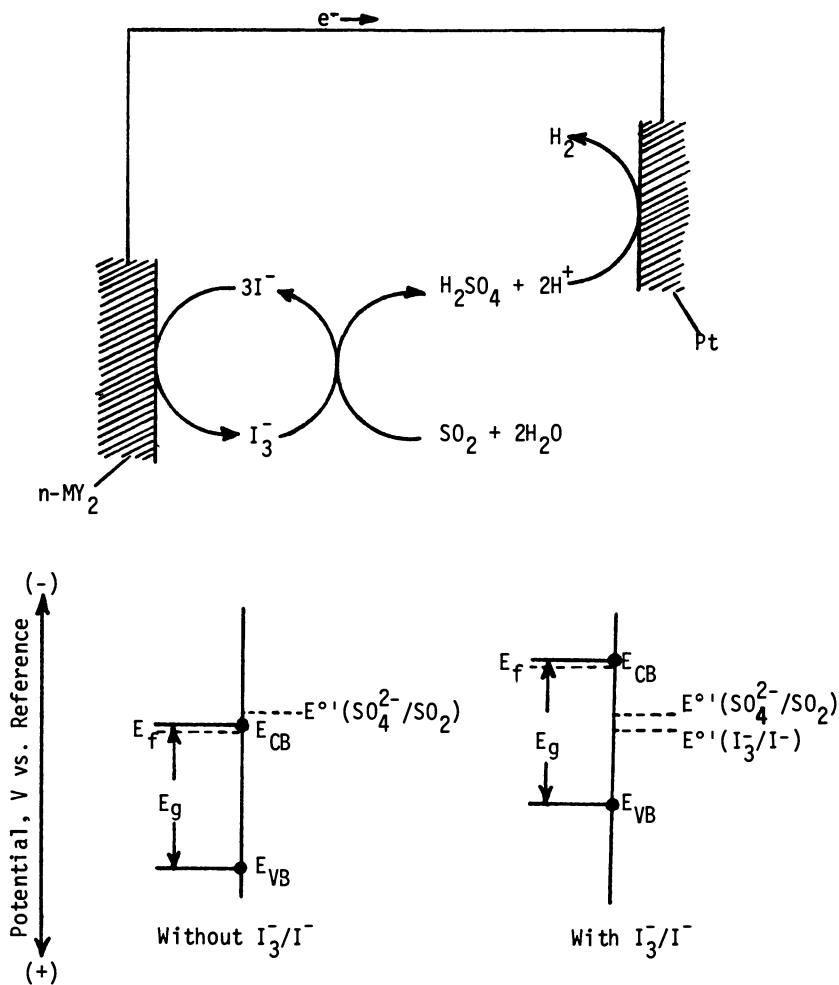 e⁻
H₂
3I⁻
H₂SO₄ + 2H⁺
Pt
I₃⁻
SO₂ + 2H₂O
n-MY₂
(-)
Potential, V vs. Reference
(+)
E°'(SO₄²⁻/SO₂)
E_f
E_CB
E_g
E_VB
Without I₃⁻/I⁻
E_f
E_CB
E°'(SO₄²⁻/SO₂)
E°'(I₃⁻/I⁻)
E_g
E_VB
With I₃⁻/I⁻